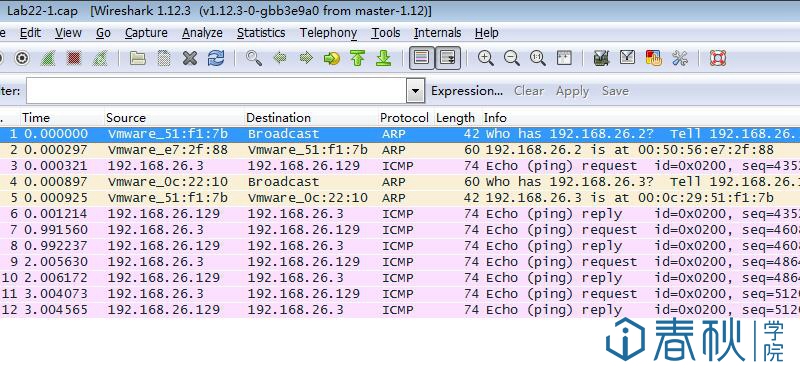 Lab22-1.cap [Wireshark 1.12.3 (v1.12.3-0-gbb3e9a0 from master-1.12)]
Edit View Go Capture Analyze Statistics Telephony Tools Internals Help
Expression... Clear Apply Save
Time Source Destination Protocol Length Info
1 0.000000 Vmware_51:f1:7b Broadcast ARP 42 Who has 192.168.26.2? Tell 192.168.26.
2 0.000297 Vmware_e7:2f:88 Vmware_51:f1:7b ARP 60 192.168.26.2 is at 00:50:56:e7:2f:88
3 0.000321 192.168.26.3 192.168.26.129 ICMP 74 Echo (ping) request id=0x0200, seq=435
4 0.000897 Vmware_0c:22:10 Broadcast ARP 60 Who has 192.168.26.3? Tell 192.168.26.
5 0.000925 Vmware_51:f1:7b Vmware_0c:22:10 ARP 42 192.168.26.3 is at 00:0c:29:51:f1:7b
6 0.001214 192.168.26.129 192.168.26.3 ICMP 74 Echo (ping) reply id=0x0200, seq=435
7 0.991560 192.168.26.3 192.168.26.129 ICMP 74 Echo (ping) request id=0x0200, seq=460
8 0.992237 192.168.26.129 192.168.26.3 ICMP 74 Echo (ping) reply id=0x0200, seq=460
9 2.005630 192.168.26.3 192.168.26.129 ICMP 74 Echo (ping) request id=0x0200, seq=486
10 2.006172 192.168.26.129 192.168.26.3 ICMP 74 Echo (ping) reply id=0x0200, seq=486
11 3.004073 192.168.26.3 192.168.26.129 ICMP 74 Echo (ping) request id=0x0200, seq=512
12 3.004565 192.168.26.129 192.168.26.3 ICMP 74 Echo (ping) reply id=0x0200, seq=512
春秋学院